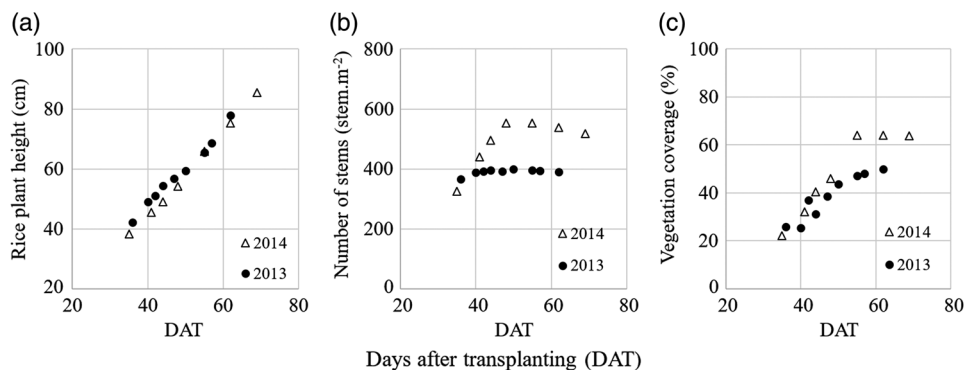 (a)
100
80
60
40
20
Rice plant height (cm)
2014
2013
20 40 60 80
DAT
(b)
800
600
400
200
0
Number of stems (stem.m⁻²)
2014
2013
20 40 60 80
DAT
(c)
100
80
60
40
20
0
Vegetation coverage (%)
2014
2013
20 40 60 80
DAT
Days after transplanting (DAT)